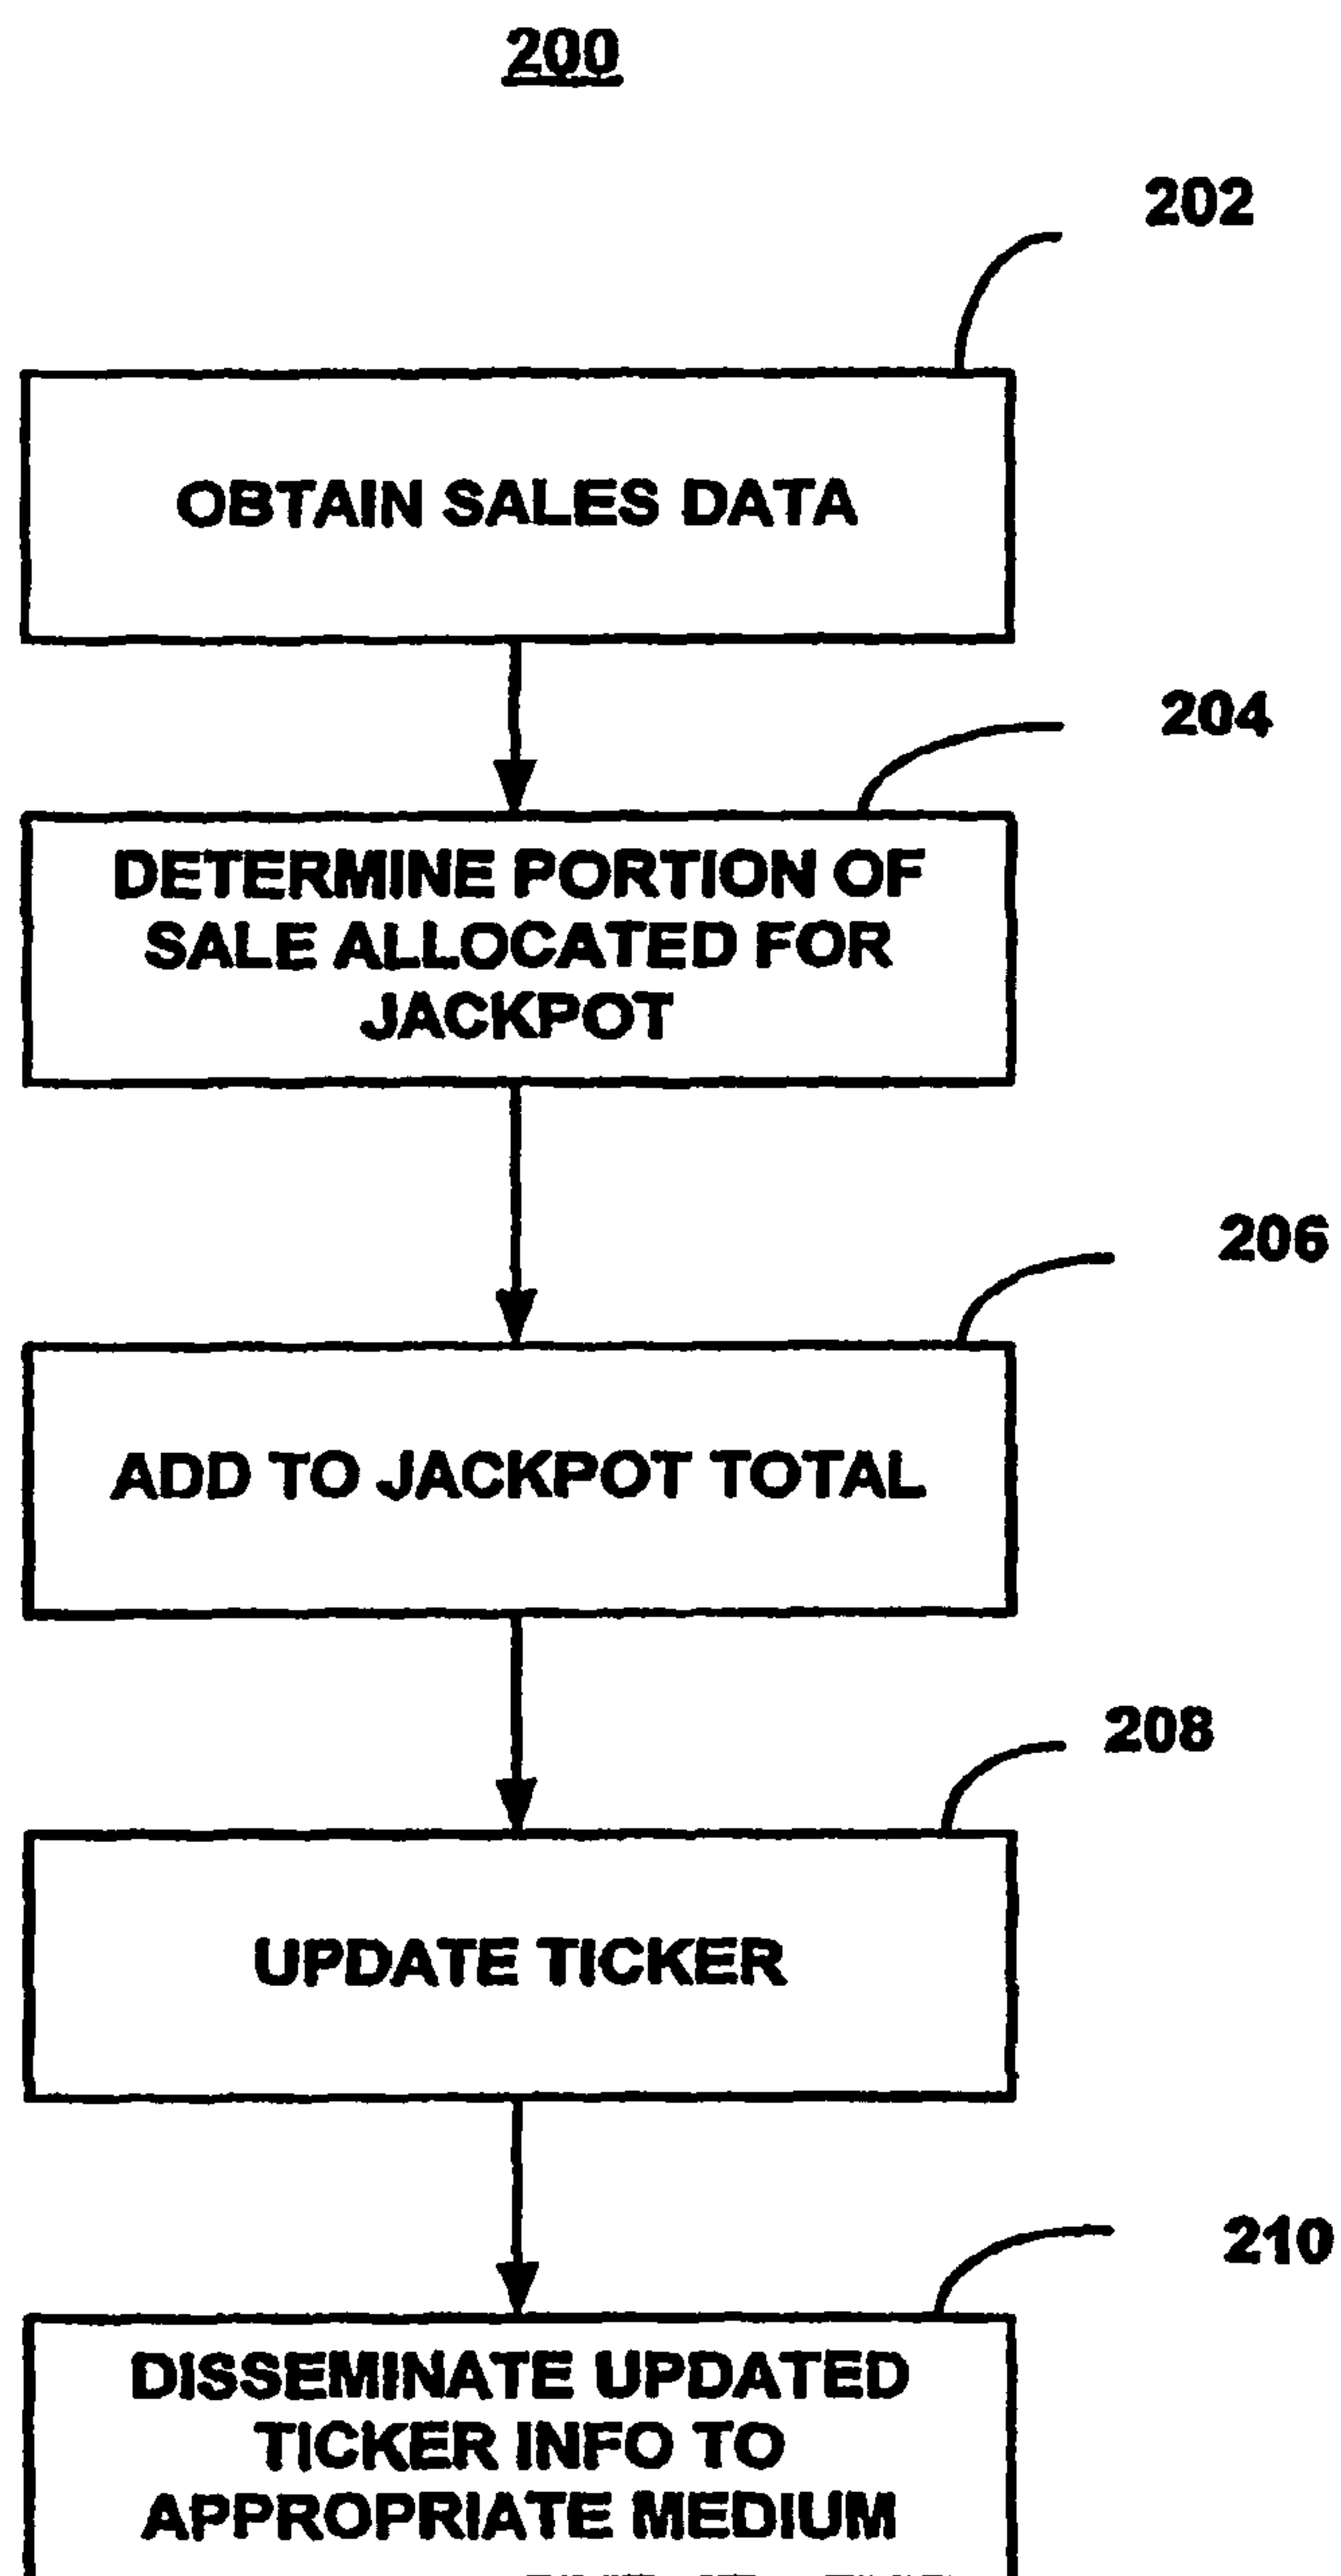 200
202
OBTAIN SALES DATA
204
DETERMINE PORTION OF
SALE ALLOCATED FOR
JACKPOT
206
ADD TO JACKPOT TOTAL
208
UPDATE TICKER
210
DISSEMINATE UPDATED
TICKER INFO TO
APPROPRIATE MEDIUM